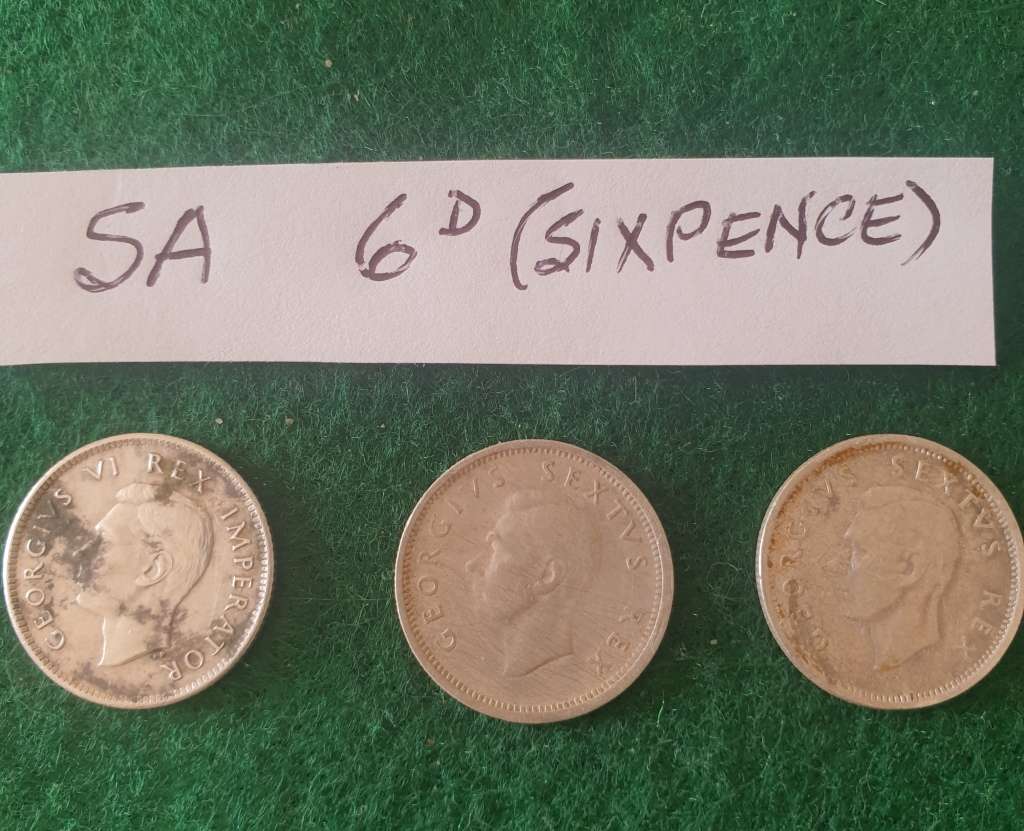 SA 6D (SIXPENCE)
GEORGIVS VI REX IMPERATOR
GEORGIVS SEXTVS REX
GEORGIVS SEXTVS REX